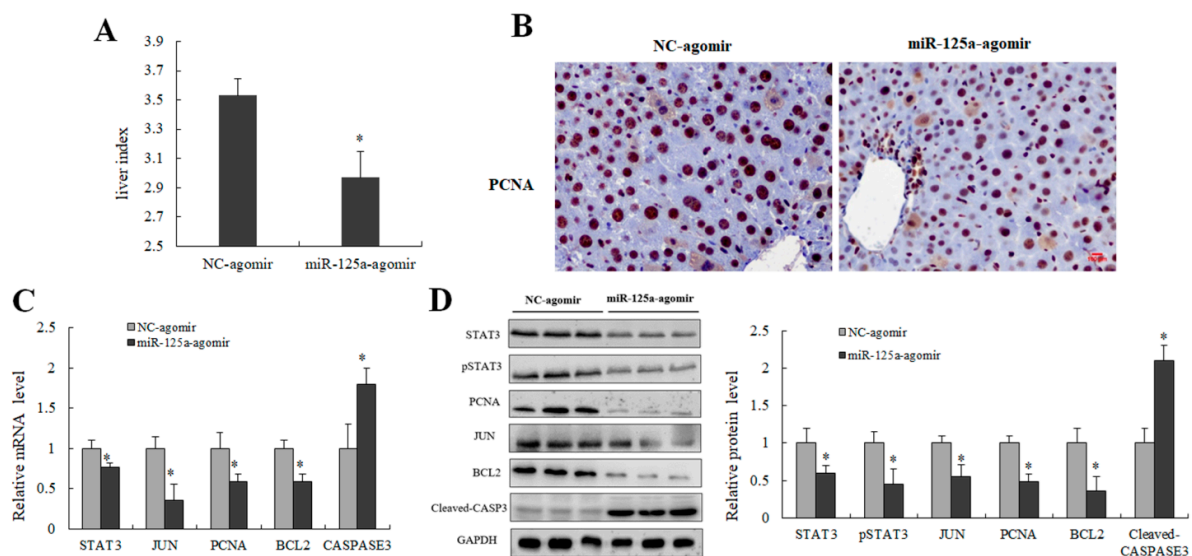 A
3.9
3.7
3.5
3.3
3.1
2.9
2.7
2.5
liver index
*
NC-agomir miR-125a-agomir
B
NC-agomir miR-125a-agomir
PCNA
C
2.5
2
1.5
1
0.5
0
Relative mRNA level
NC-agomir
miR-125a-agomir
* * * * *
STAT3 JUN PCNA BCL2 CASPASE3
D
NC-agomir miR-125a-agomir
STAT3
pSTAT3
PCNA
JUN
BCL2
Cleaved-CASP3
GAPDH
2.5
2
1.5
1
0.5
0
Relative protein level
NC-agomir
miR-125a-agomir
* * * * * *
STAT3 pSTAT3 JUN PCNA BCL2 Cleaved-
CASPASE3